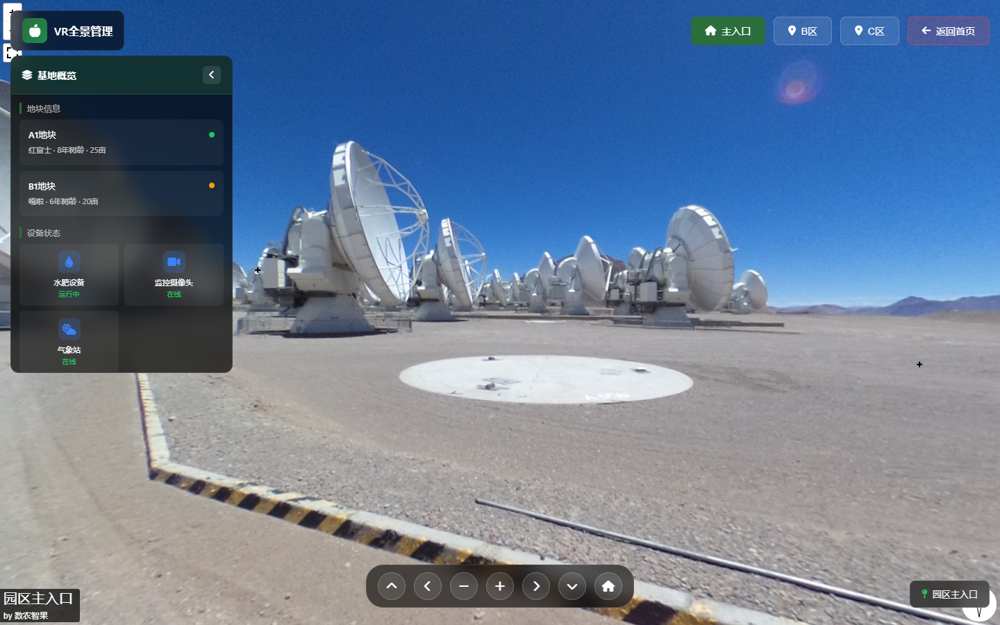 VR全景管理
主入口
B区
C区
返回首页
基地概览
地块信息
A1地块
红富士 · 8年树龄 · 25亩
B1地块
嘎啦 · 6年树龄 · 20亩
设备状态
水肥设备
运行中
监控摄像头
在线
气象站
在线
园区主入口
by 数农智果
园区主入口